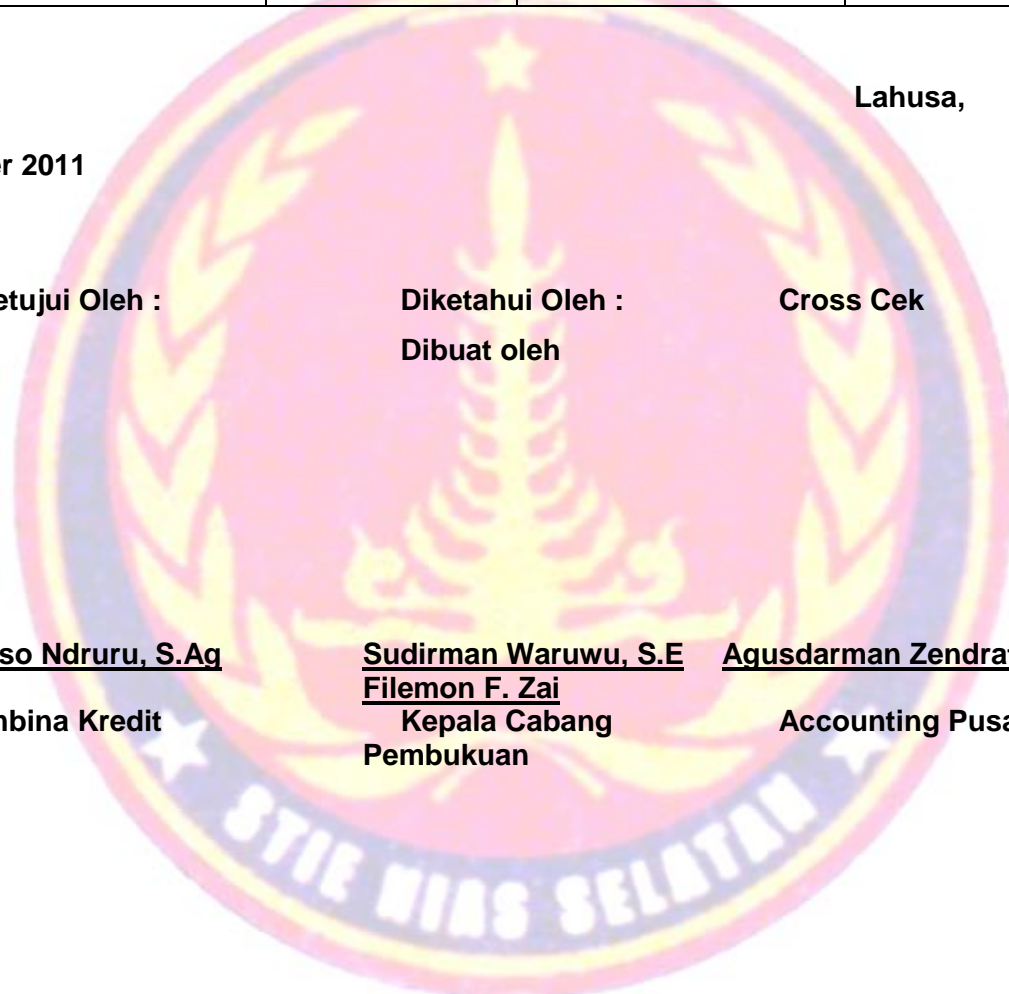 Lahusa,
er 2011
etujui Oleh : Diketahui Oleh : Cross Cek
Dibuat oleh
so Ndruru, S.Ag Sudirman Waruwu, S.E Agusdarman Zendrat
Filemon F. Zai
nbina Kredit Kepala Cabang Accounting Pusa
Pembukuan
STIE NIAS SELATAN